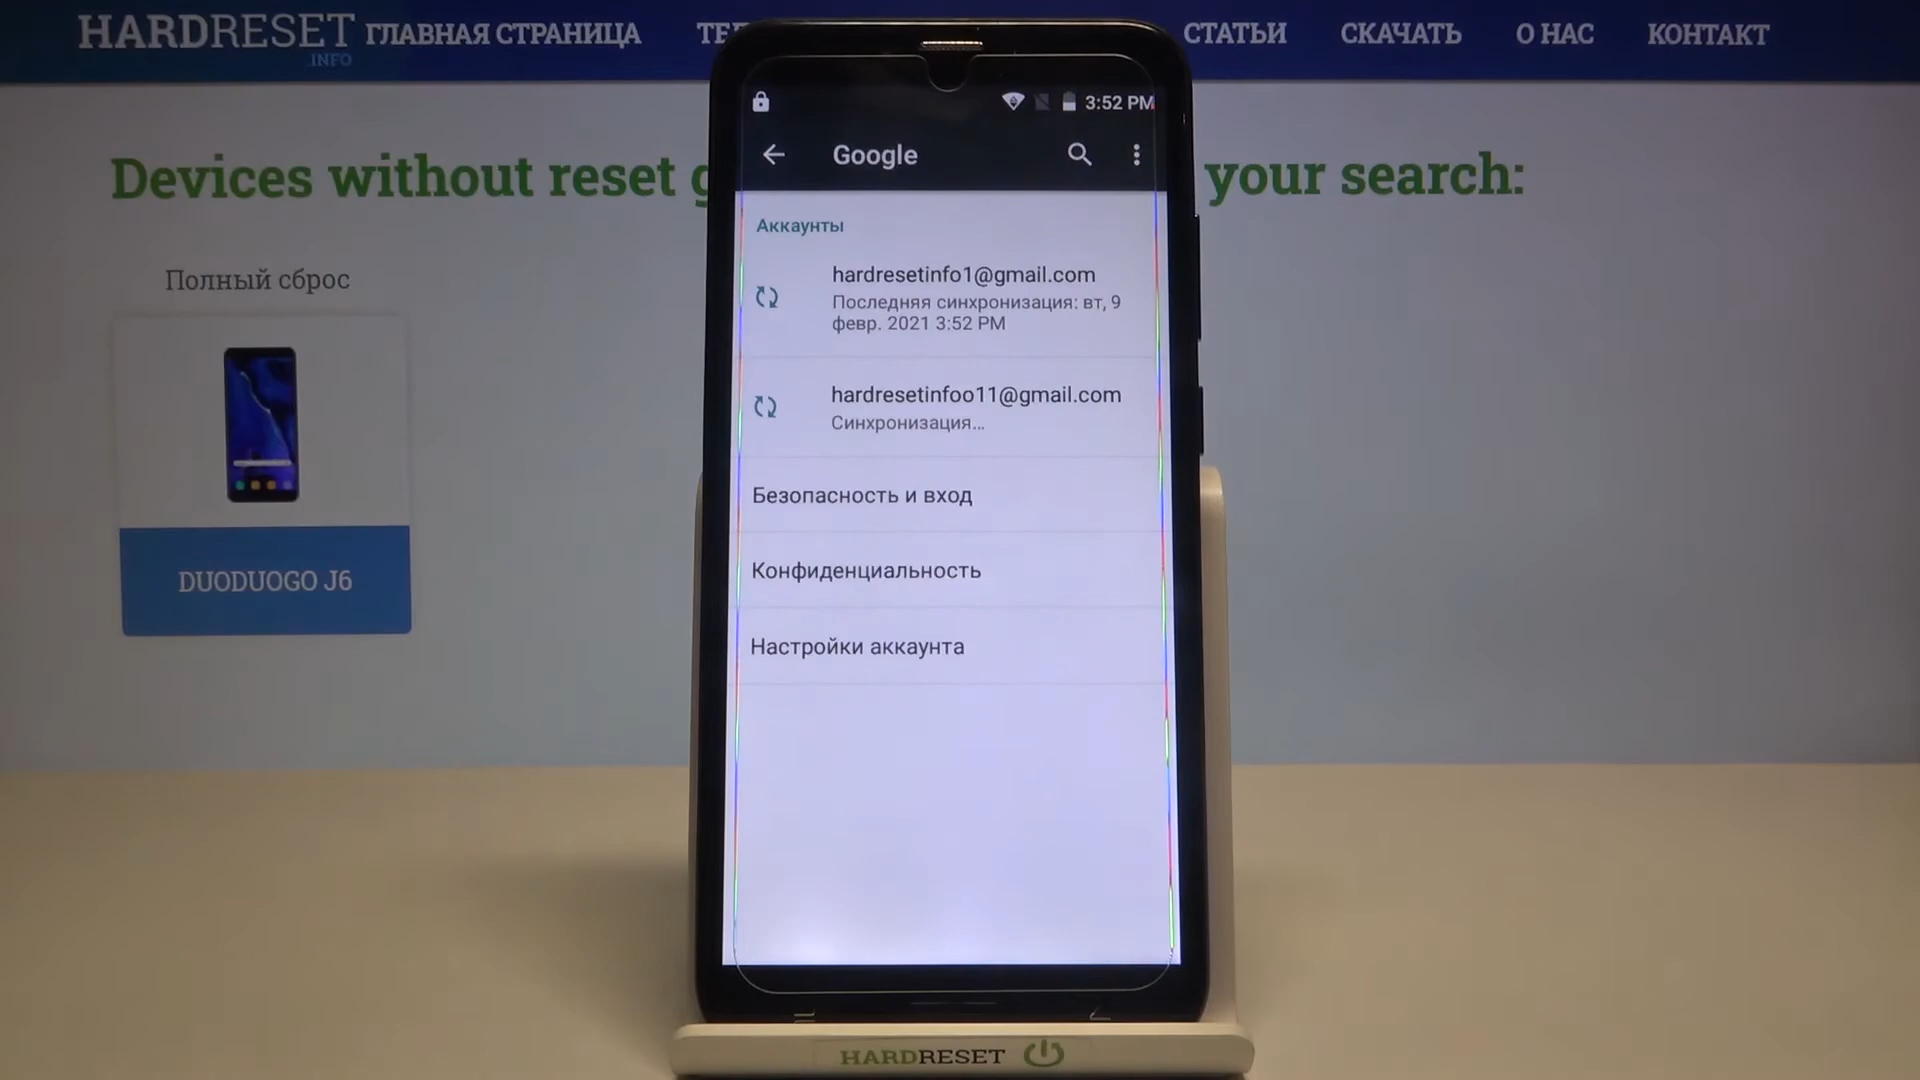 HARDRESET
.INFO
ГЛАВНАЯ СТРАНИЦА
СТАТЬИ
СКАЧАТЬ
О НАС
КОНТАКТ
Devices without reset
your search:
Полный сброс
DUODUOGO J6
3:52 PM
Google
Аккаунты
hardresetinfo1@gmail.com
Последняя синхронизация: вт, 9
февр. 2021 3:52 PM
hardresetinfoo11@gmail.com
Синхронизация...
Безопасность и вход
Конфиденциальность
Настройки аккаунта
HARDRESET